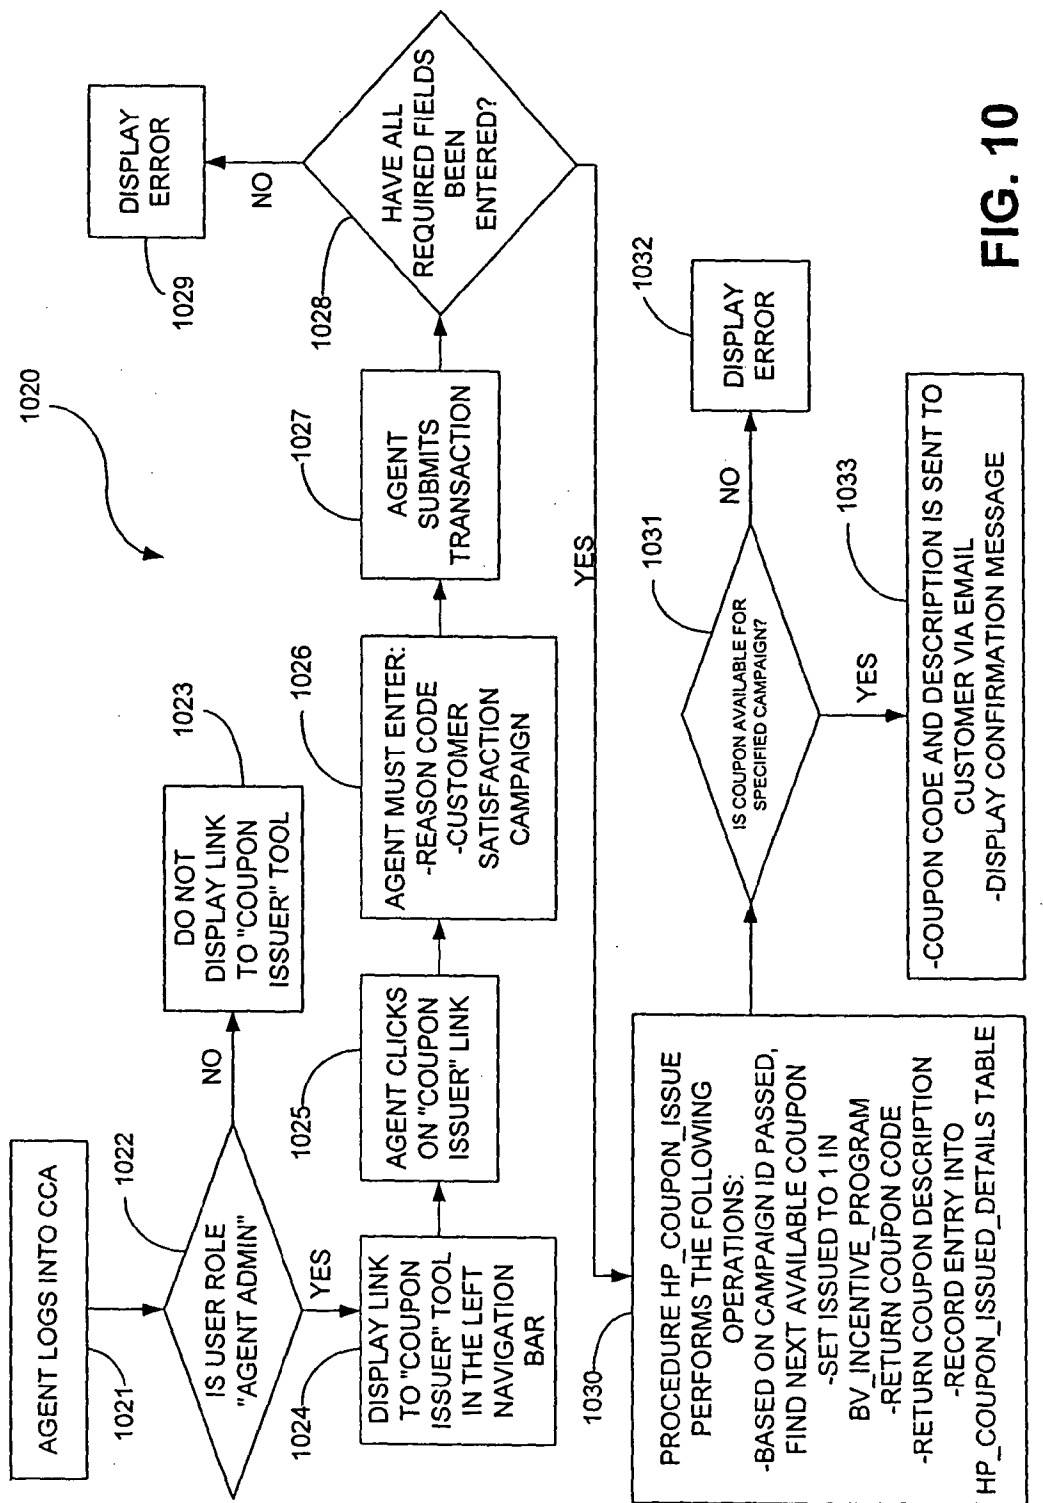 1020
AGENT LOGS INTO CCA
1021
IS USER ROLE
"AGENT ADMIN"
1022
NO
DO NOT
DISPLAY LINK
TO "COUPON
ISSUER" TOOL
1023
YES
DISPLAY LINK
TO "COUPON
ISSUER" TOOL
IN THE LEFT
NAVIGATION
BAR
1024
AGENT CLICKS
ON "COUPON
ISSUER" LINK
1025
AGENT MUST ENTER:
-REASON CODE
-CUSTOMER
SATISFACTION
CAMPAIGN
1026
AGENT
SUBMITS
TRANSACTION
1027
HAVE ALL
REQUIRED FIELDS
BEEN
ENTERED?
1028
NO
DISPLAY
ERROR
1029
YES
PROCEDURE HP_COUPON_ISSUE
PERFORMS THE FOLLOWING
OPERATIONS:
-BASED ON CAMPAIGN ID PASSED,
FIND NEXT AVAILABLE COUPON
-SET ISSUED TO 1 IN
BV_INCENTIVE_PROGRAM
-RETURN COUPON CODE
-RETURN COUPON DESCRIPTION
-RECORD ENTRY INTO
HP_COUPON_ISSUED_DETAILS TABLE
1030
IS COUPON AVAILABLE FOR
SPECIFIED CAMPAIGN?
1031
NO
DISPLAY
ERROR
1032
YES
-COUPON CODE AND DESCRIPTION IS SENT TO
CUSTOMER VIA EMAIL
-DISPLAY CONFIRMATION MESSAGE
1033
FIG. 10